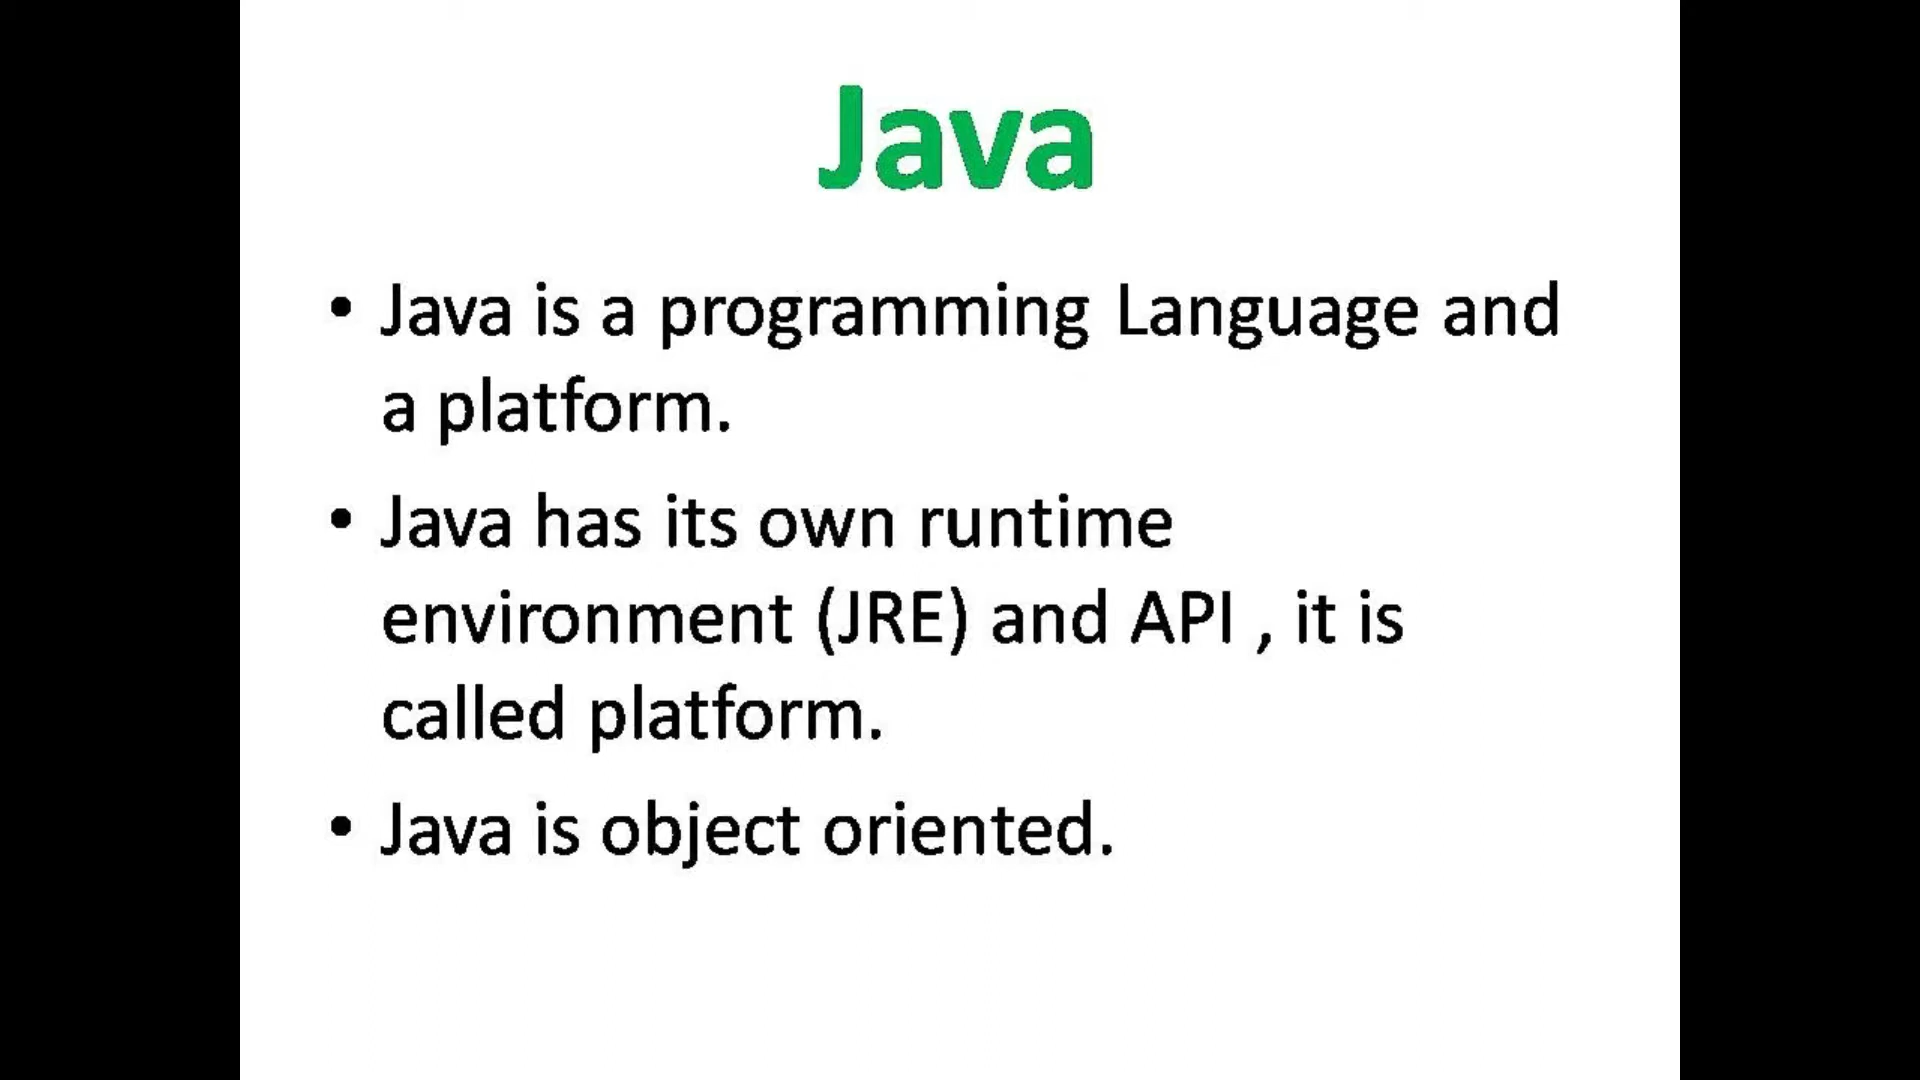 Java
• Java is a programming Language and
a platform.
• Java has its own runtime
environment (JRE) and API , it is
called platform.
• Java is object oriented.